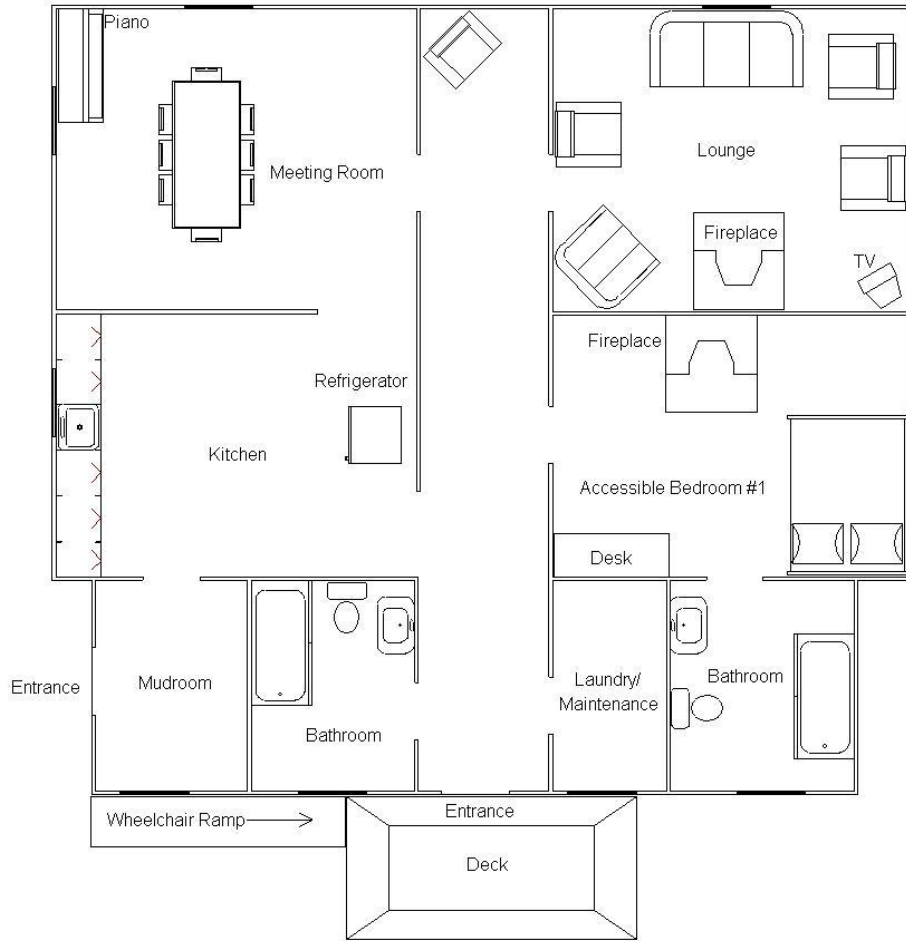 Piano
Meeting Room
Lounge
Fireplace
TV
Fireplace
Refrigerator
Kitchen
Accessible Bedroom #1
Desk
Entrance
Mudroom
Bathroom
Laundry/
Maintenance
Bathroom
Wheelchair Ramp
Entrance
Deck